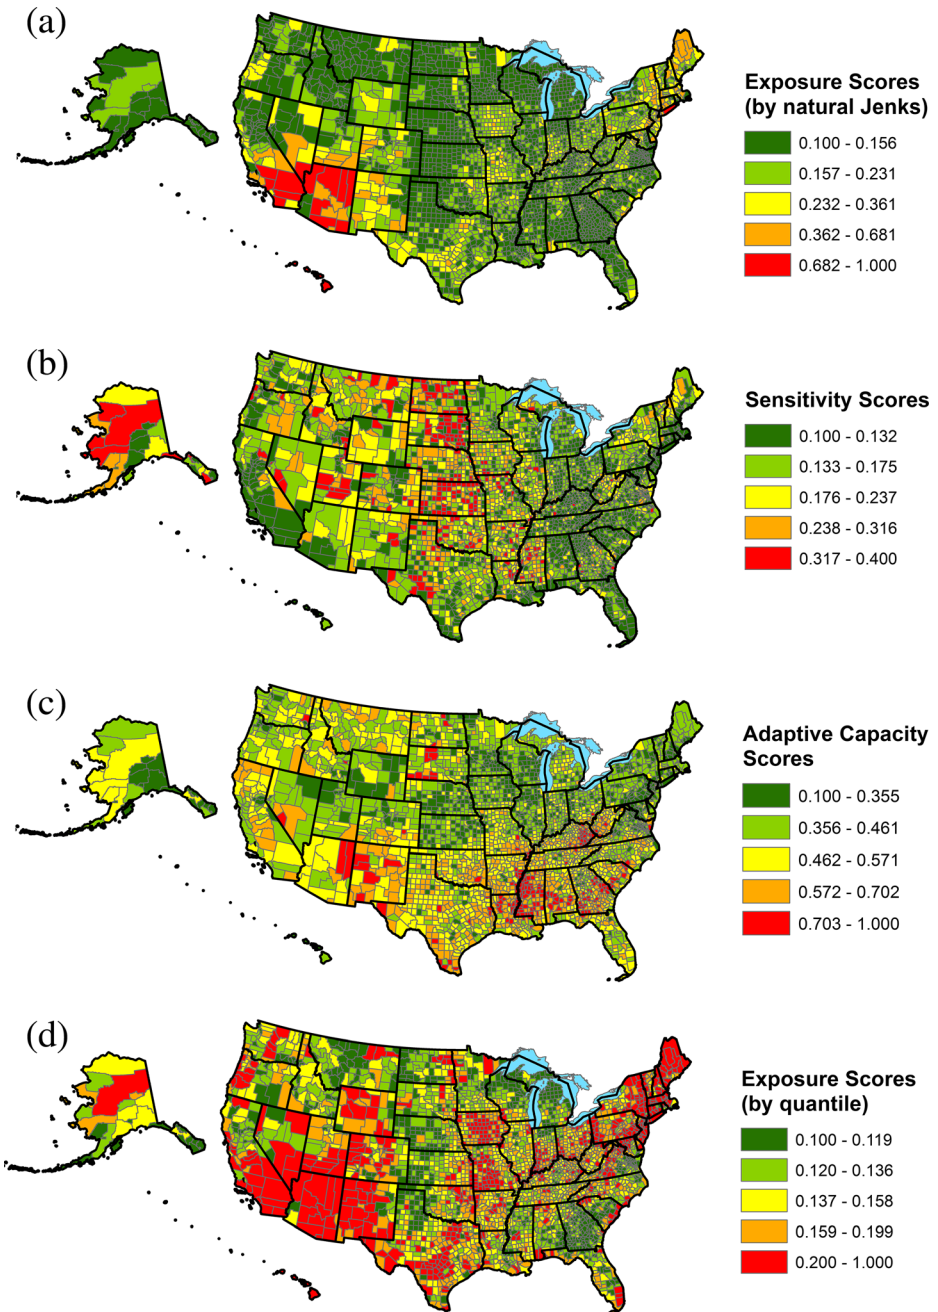 (a)
Exposure Scores
(by natural Jenks)
0.100 - 0.156
0.157 - 0.231
0.232 - 0.361
0.362 - 0.681
0.682 - 1.000
(b)
Sensitivity Scores
0.100 - 0.132
0.133 - 0.175
0.176 - 0.237
0.238 - 0.316
0.317 - 0.400
(c)
Adaptive Capacity
Scores
0.100 - 0.355
0.356 - 0.461
0.462 - 0.571
0.572 - 0.702
0.703 - 1.000
(d)
Exposure Scores
(by quantile)
0.100 - 0.119
0.120 - 0.136
0.137 - 0.158
0.159 - 0.199
0.200 - 1.000